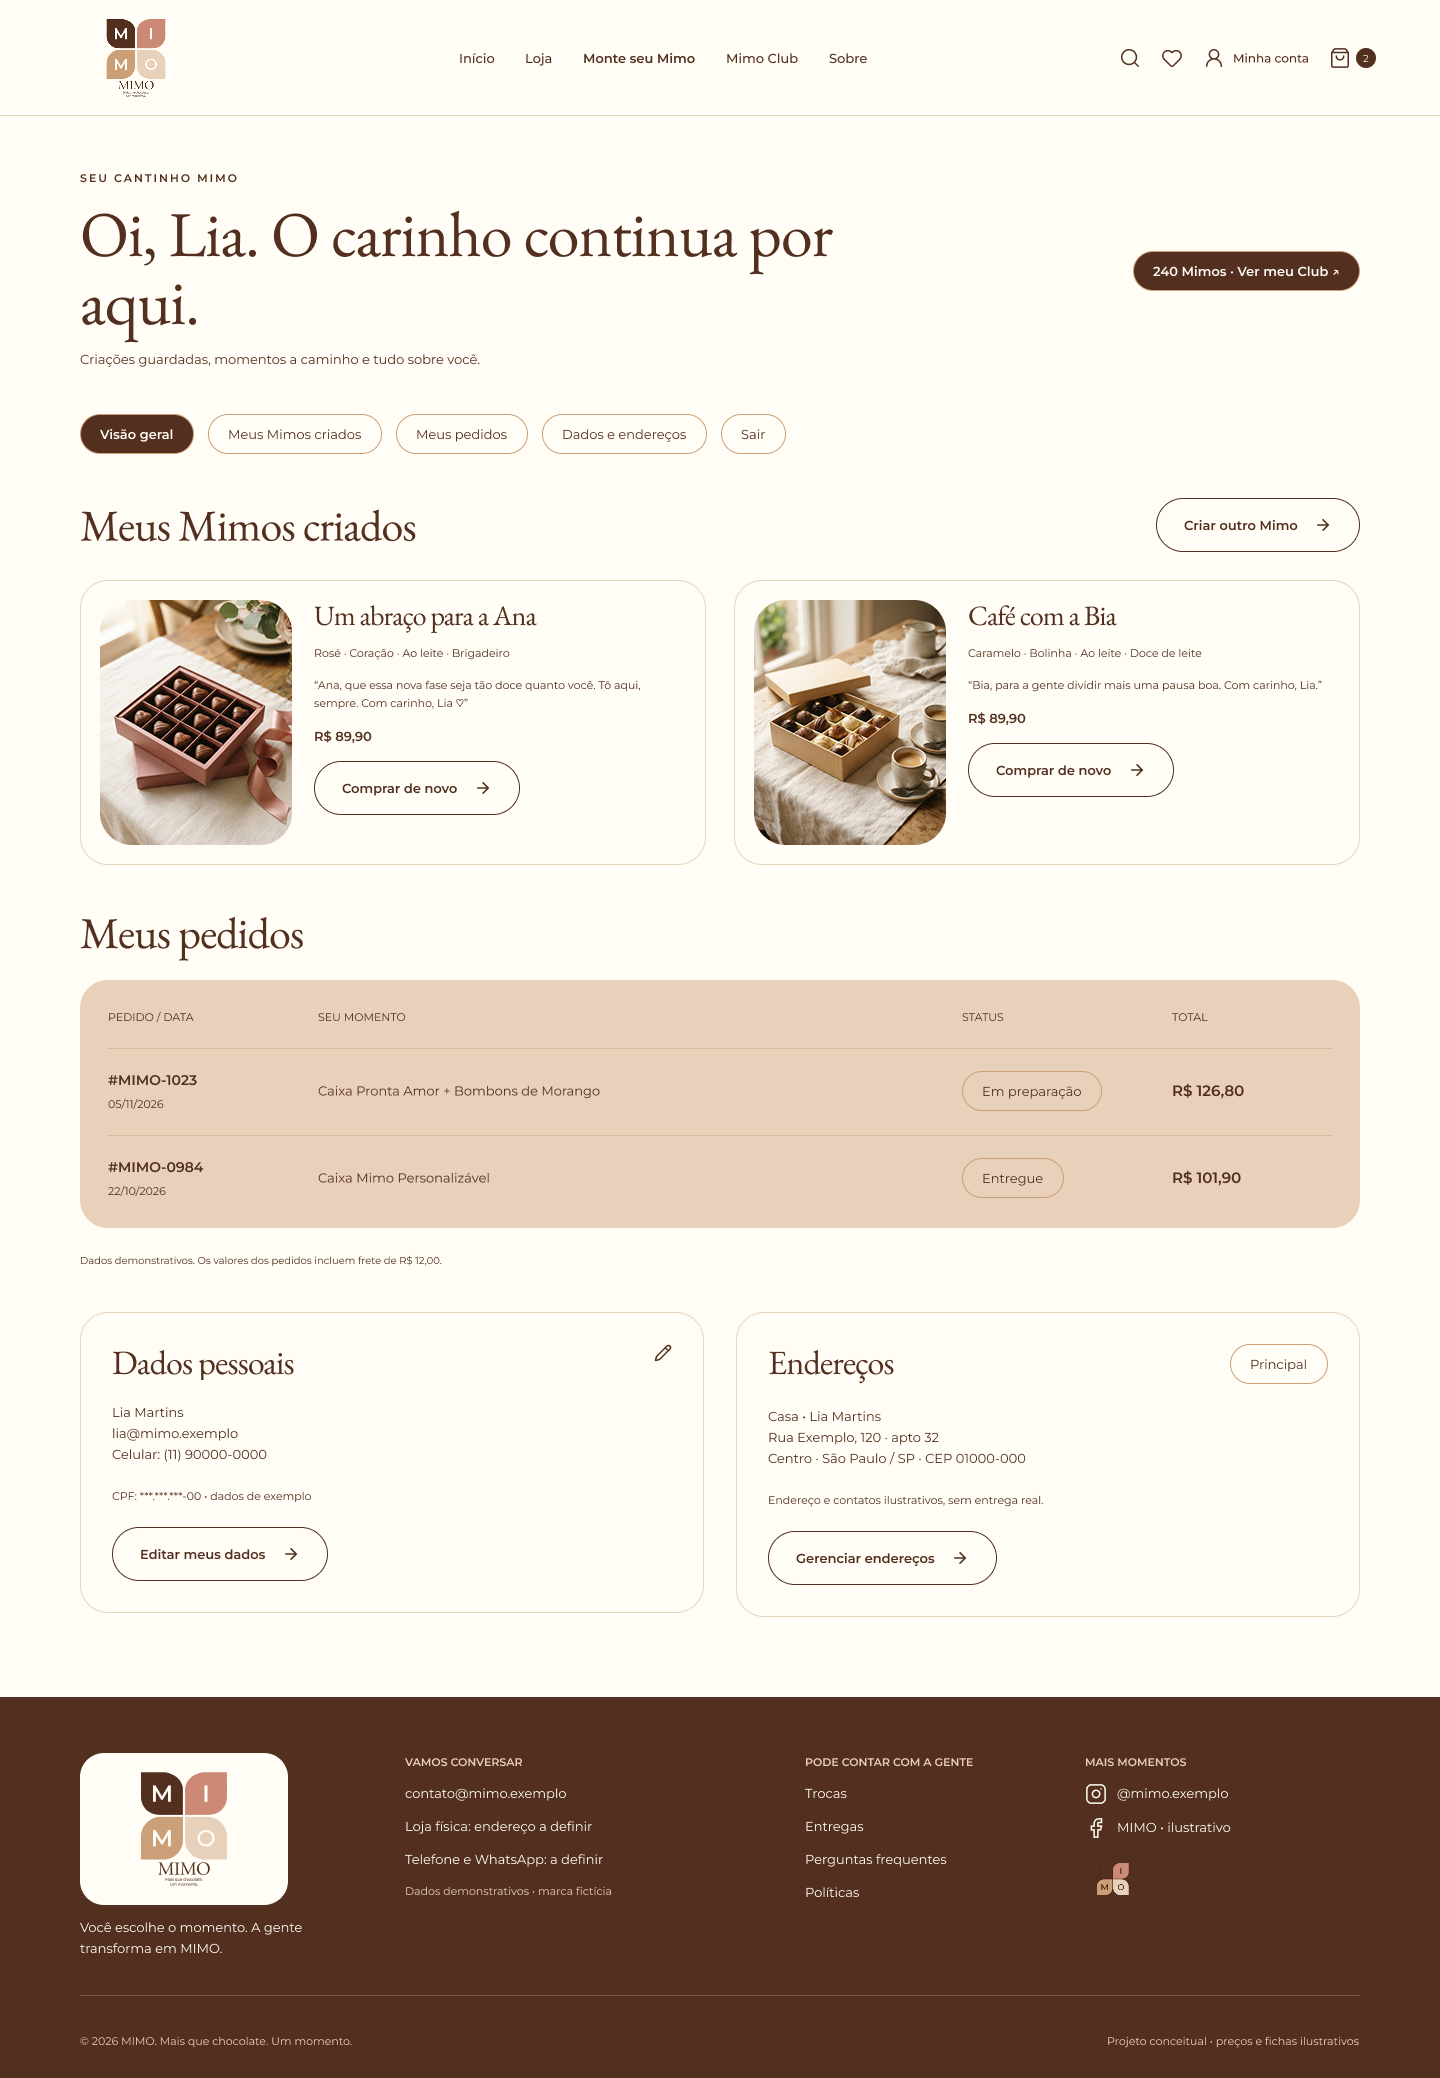 M I
M O
MIMO
Início
Loja
Monte seu Mimo
Mimo Club
Sobre
Minha conta
2
SEU CANTINHO MIMO
Oi, Lia. O carinho continua por
aqui.
240 Mimos · Ver meu Club ↗
Criações guardadas, momentos a caminho e tudo sobre você.
Visão geral
Meus Mimos criados
Meus pedidos
Dados e endereços
Sair
Meus Mimos criados
Criar outro Mimo →
Um abraço para a Ana
Rosé · Coração · Ao leite · Brigadeiro
“Ana, que essa nova fase seja tão doce quanto você. Tô aqui,
sempre. Com carinho, Lia ♡”
R$ 89,90
Comprar de novo →
Café com a Bia
Caramelo · Bolinha · Ao leite · Doce de leite
“Bia, para a gente dividir mais uma pausa boa. Com carinho, Lia.”
R$ 89,90
Comprar de novo →
Meus pedidos
PEDIDO / DATA
SEU MOMENTO
STATUS
TOTAL
#MIMO-1023
05/11/2026
Caixa Pronta Amor + Bombons de Morango
Em preparação
R$ 126,80
#MIMO-0984
22/10/2026
Caixa Mimo Personalizável
Entregue
R$ 101,90
Dados demonstrativos. Os valores dos pedidos incluem frete de R$ 12,00.
Dados pessoais
Lia Martins
lia@mimo.exemplo
Celular: (11) 90000-0000
CPF: ***.***.***-00 • dados de exemplo
Editar meus dados →
Endereços
Principal
Casa • Lia Martins
Rua Exemplo, 120 · apto 32
Centro · São Paulo / SP · CEP 01000-000
Endereço e contatos ilustrativos, sem entrega real.
Gerenciar endereços →
M I
M O
MIMO
Mais que chocolate.
Um momento.
Você escolhe o momento. A gente
transforma em MIMO.
VAMOS CONVERSAR
contato@mimo.exemplo
Loja física: endereço a definir
Telefone e WhatsApp: a definir
Dados demonstrativos • marca fictícia
PODE CONTAR COM A GENTE
Trocas
Entregas
Perguntas frequentes
Políticas
MAIS MOMENTOS
@mimo.exemplo
MIMO • ilustrativo
I
M O
© 2026 MIMO. Mais que chocolate. Um momento.
Projeto conceitual • preços e fichas ilustrativos